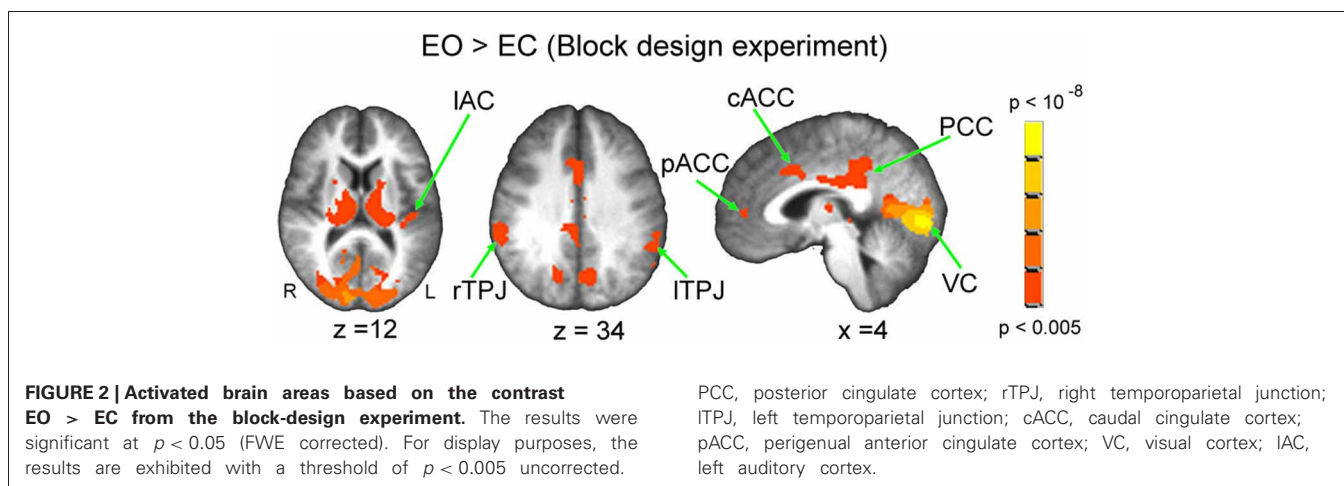 EO > EC (Block design experiment)
lAC
cACC
PCC
pACC
p < 10 -8
R
L
rTPJ
lTPJ
VC
z =12
z = 34
x =4
p < 0.005
FIGURE 2 | Activated brain areas based on the contrast
EO > EC from the block-design experiment. The results were
significant at p < 0.05 (FWE corrected). For display purposes, the
results are exhibited with a threshold of p < 0.005 uncorrected.
PCC, posterior cingulate cortex; rTPJ, right temporoparietal junction;
lTPJ, left temporoparietal junction; cACC, caudal cingulate cortex;
pACC, perigenual anterior cingulate cortex; VC, visual cortex; lAC,
left auditory cortex.